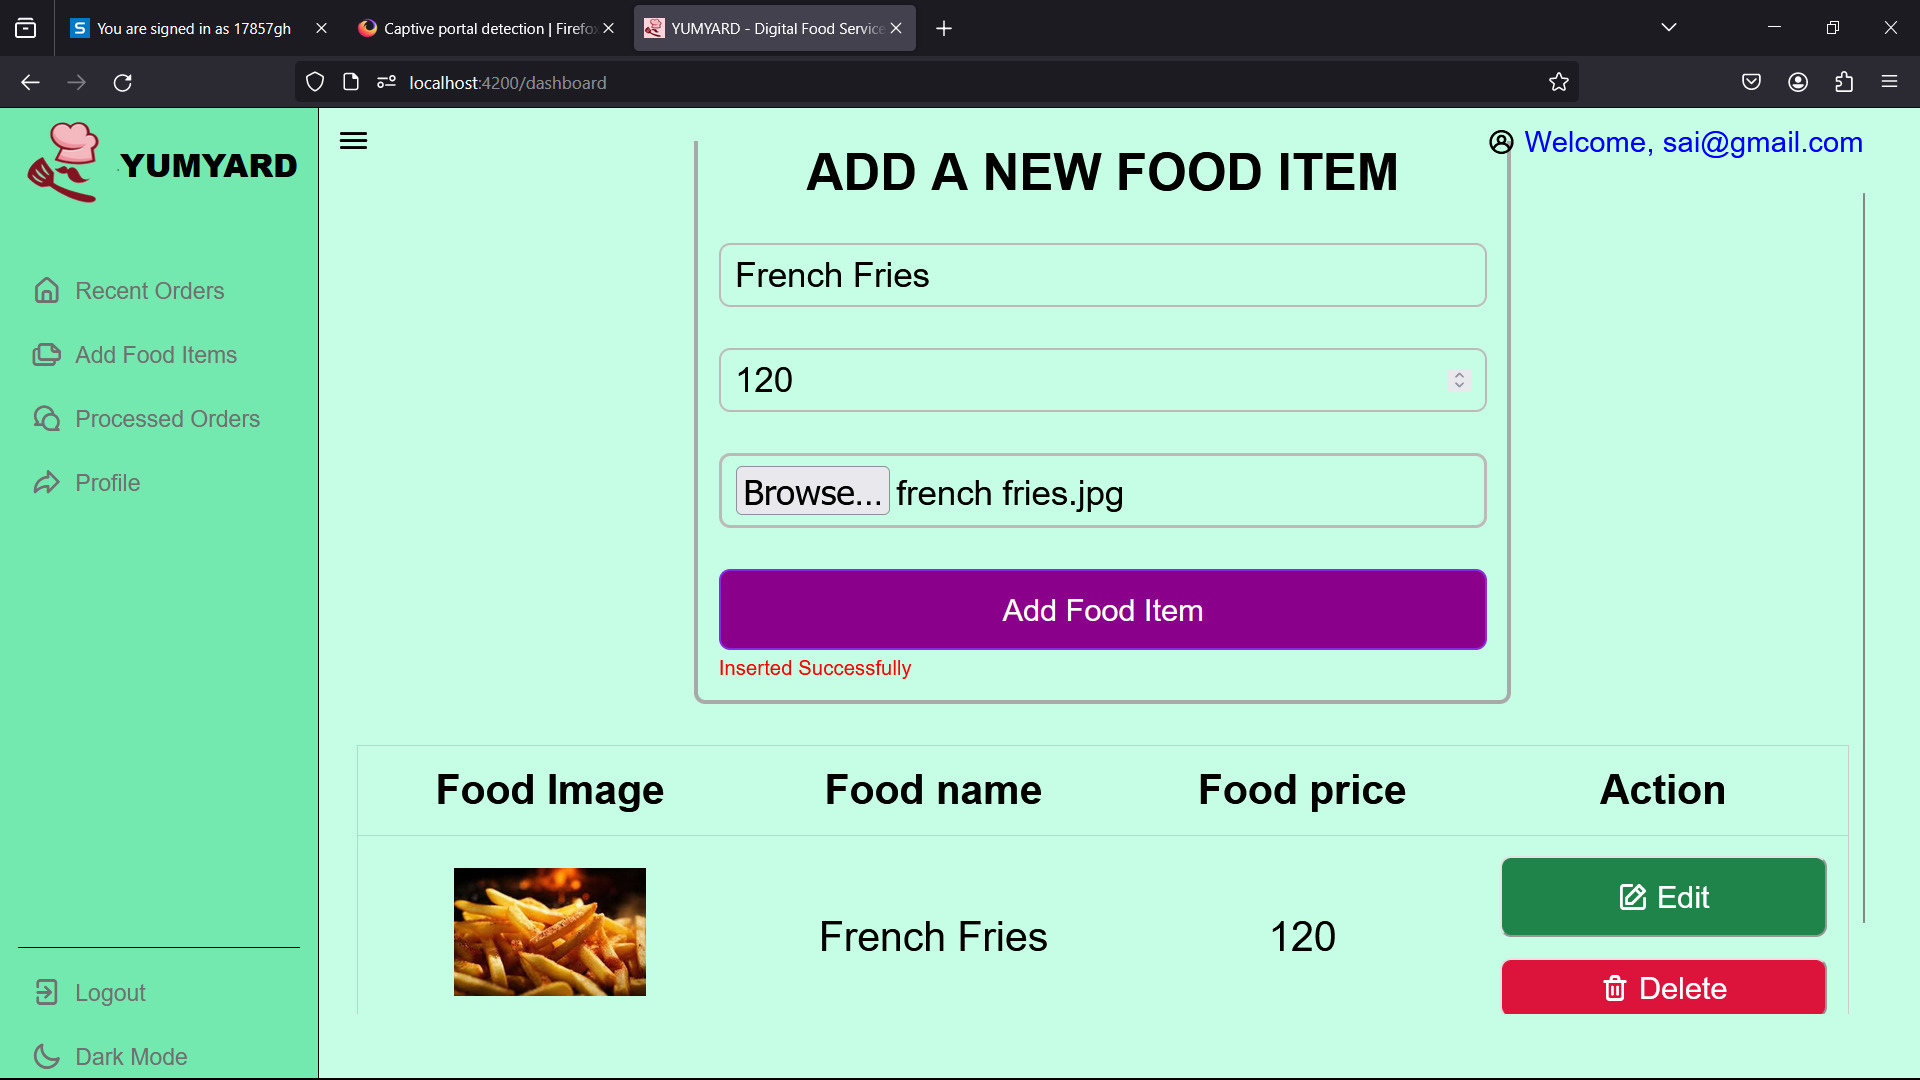 You are signed in as 17857gh
Captive portal detection | Firefo
YUMYARD - Digital Food Service
localhost:4200/dashboard
YUMYARD
Welcome, sai@gmail.com
Recent Orders
Add Food Items
Processed Orders
Profile
Logout
Dark Mode
ADD A NEW FOOD ITEM
French Fries
120
Browse... french fries.jpg
Add Food Item
Inserted Successfully
Food Image Food name Food price Action
French Fries 120
Edit
Delete